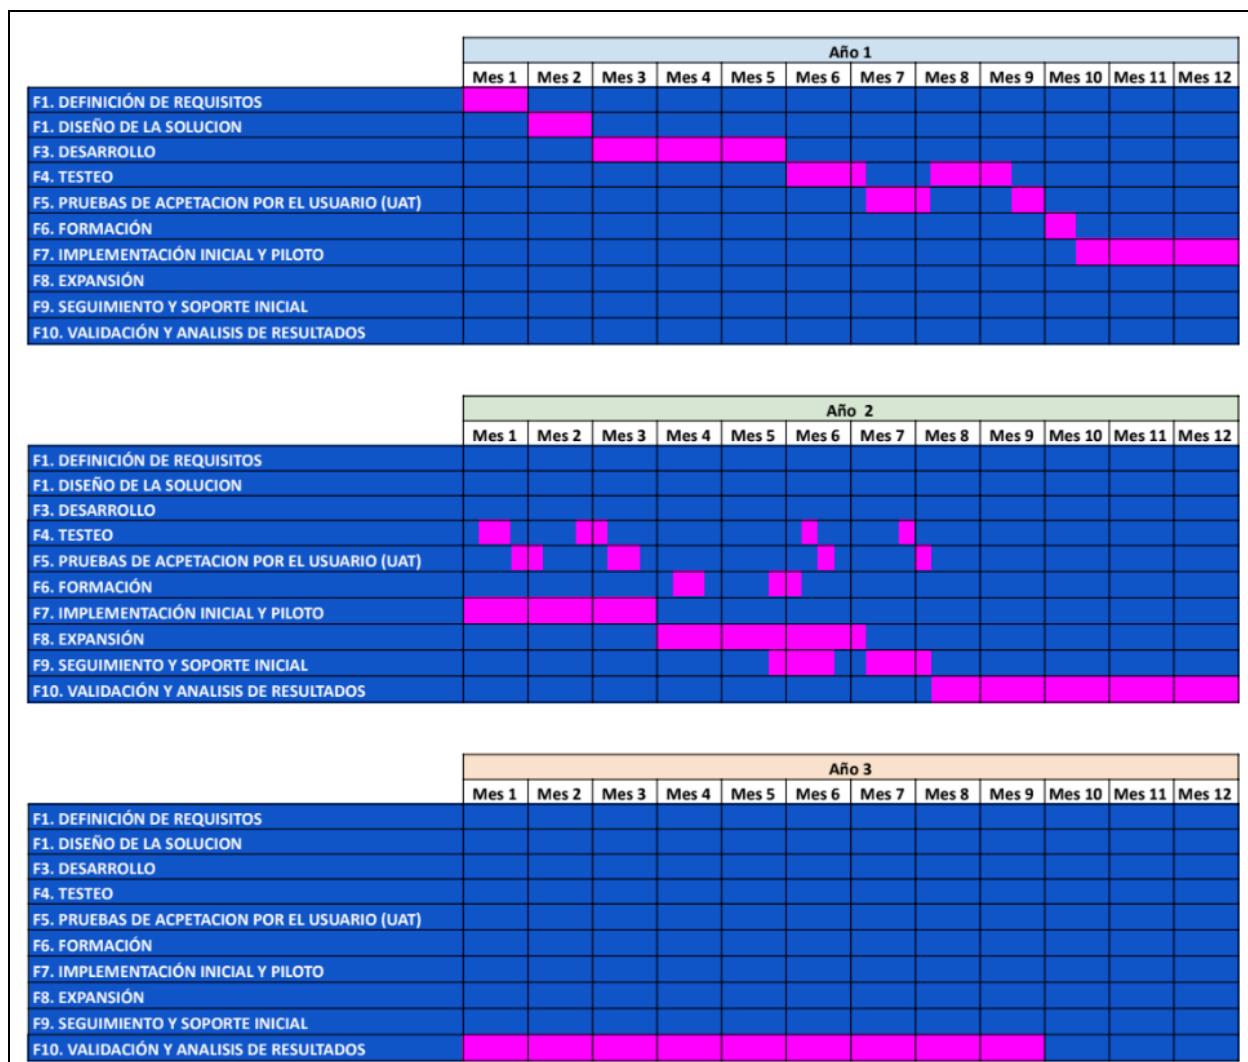 Año 1
Mes 1 Mes 2 Mes 3 Mes 4 Mes 5 Mes 6 Mes 7 Mes 8 Mes 9 Mes 10 Mes 11 Mes 12
F1. DEFINICIÓN DE REQUISITOS
F1. DISEÑO DE LA SOLUCION
F3. DESARROLLO
F4. TESTEO
F5. PRUEBAS DE ACPETACION POR EL USUARIO (UAT)
F6. FORMACIÓN
F7. IMPLEMENTACIÓN INICIAL Y PILOTO
F8. EXPANSIÓN
F9. SEGUIMIENTO Y SOPORTE INICIAL
F10. VALIDACIÓN Y ANALISIS DE RESULTADOS
Año 2
Mes 1 Mes 2 Mes 3 Mes 4 Mes 5 Mes 6 Mes 7 Mes 8 Mes 9 Mes 10 Mes 11 Mes 12
F1. DEFINICIÓN DE REQUISITOS
F1. DISEÑO DE LA SOLUCION
F3. DESARROLLO
F4. TESTEO
F5. PRUEBAS DE ACPETACION POR EL USUARIO (UAT)
F6. FORMACIÓN
F7. IMPLEMENTACIÓN INICIAL Y PILOTO
F8. EXPANSIÓN
F9. SEGUIMIENTO Y SOPORTE INICIAL
F10. VALIDACIÓN Y ANALISIS DE RESULTADOS
Año 3
Mes 1 Mes 2 Mes 3 Mes 4 Mes 5 Mes 6 Mes 7 Mes 8 Mes 9 Mes 10 Mes 11 Mes 12
F1. DEFINICIÓN DE REQUISITOS
F1. DISEÑO DE LA SOLUCION
F3. DESARROLLO
F4. TESTEO
F5. PRUEBAS DE ACPETACION POR EL USUARIO (UAT)
F6. FORMACIÓN
F7. IMPLEMENTACIÓN INICIAL Y PILOTO
F8. EXPANSIÓN
F9. SEGUIMIENTO Y SOPORTE INICIAL
F10. VALIDACIÓN Y ANALISIS DE RESULTADOS